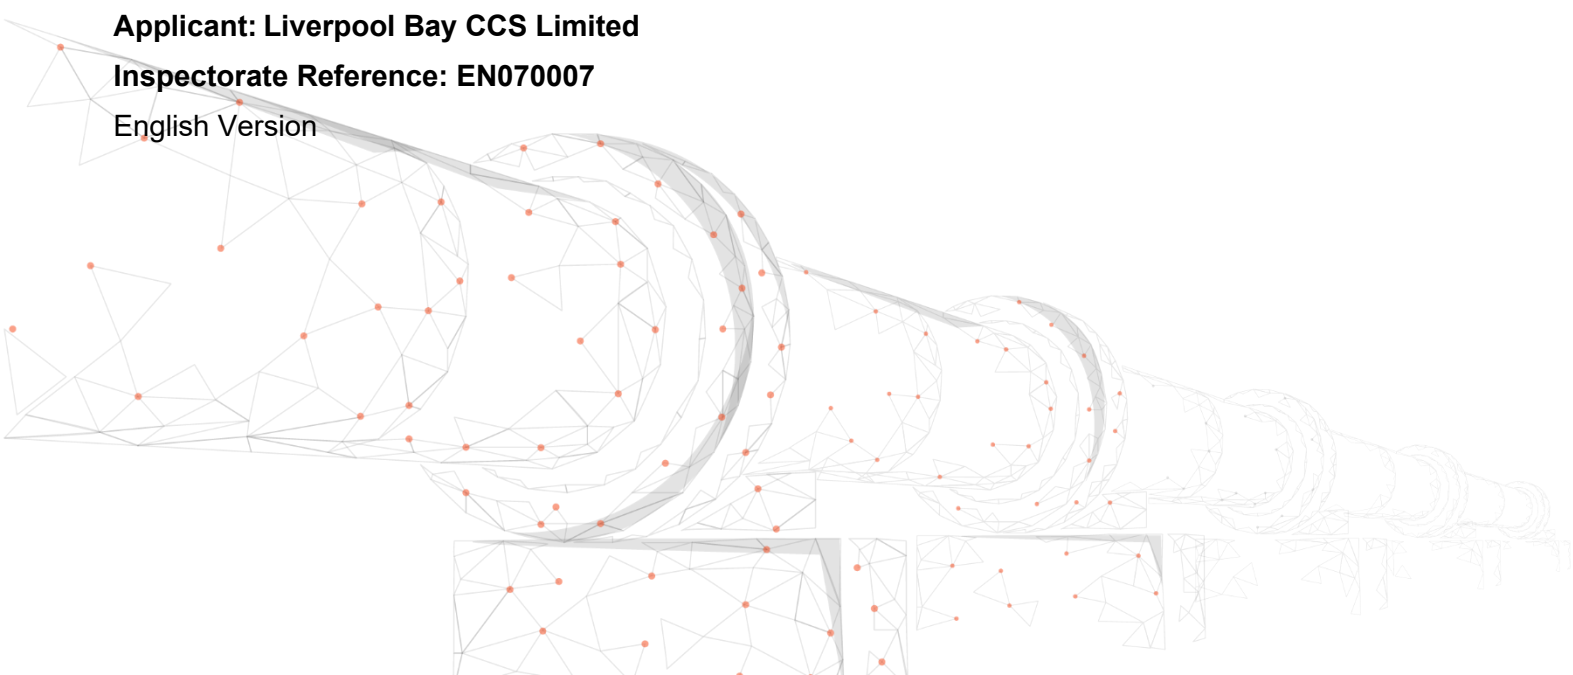 Applicant: Liverpool Bay CCS Limited
Inspectorate Reference: EN070007
English Version